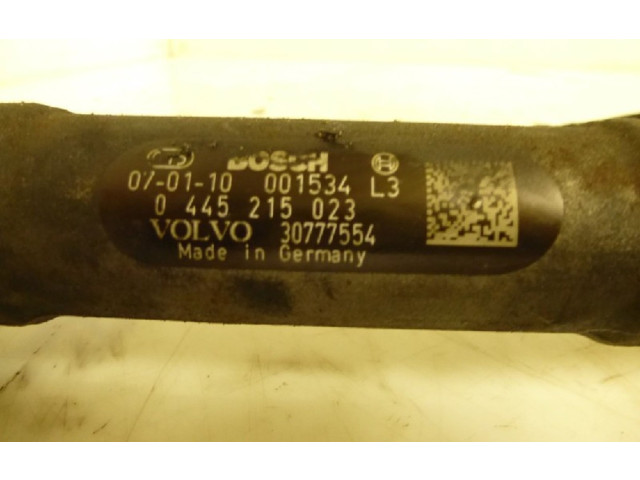 BOSCH
07-01-10 001534 L3
0 445 215 023
VOLVO 30777554
Made in Germany